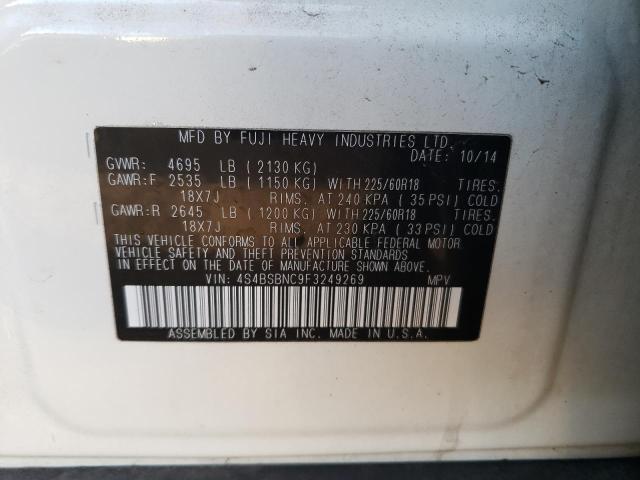 MFD BY FUJI HEAVY INDUSTRIES LTD.
DATE: 10/14
GVWR: 4695 LB (2130 KG)
GAWR:F 2535 LB (1150 KG) WITH 225/60R18 TIRES.
18X7J RIMS. AT 240 KPA (35 PSI) COLD
GAWR:R 2645 LB (1200 KG) WITH 225/60R18 TIRES.
18X7J RIMS. AT 230 KPA (33 PSI) COLD
THIS VEHICLE CONFORMS TO ALL APPLICABLE FEDERAL MOTOR
VEHICLE SAFETY AND THEFT PREVENTION STANDARDS
IN EFFECT ON THE DATE OF MANUFACTURE SHOWN ABOVE.
VIN: 4S4BSBNC9F3249269 MPV
ASSEMBLED BY SIA INC. MADE IN U.S.A.